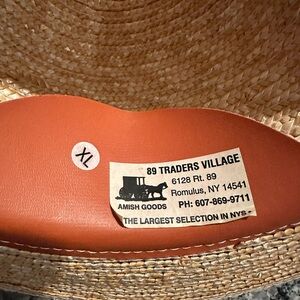 XL
89 TRADERS VILLAGE
6128 Rt. 89
Romulus, NY 14541
AMISH GOODS
PH: 607-869-9711
THE LARGEST SELECTION IN NYS -